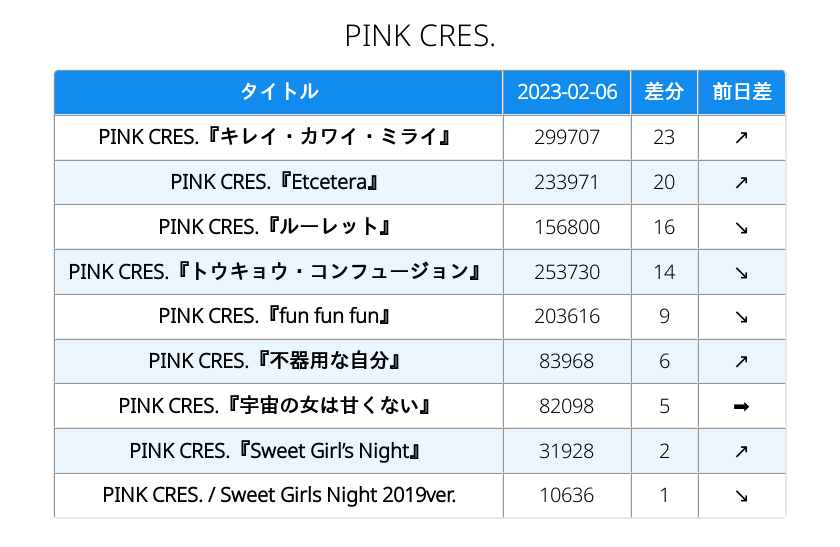 PINK CRES.
タイトル 2023-02-06 差分 前日差
PINK CRES.『キレイ・カワイ・ミライ』 299707 23 ↗
PINK CRES.『Etcetera』 233971 20 ↗
PINK CRES.『ルーレット』 156800 16 ↘
PINK CRES.『トウキョウ・コンフュージョン』 253730 14 ↘
PINK CRES.『fun fun fun』 203616 9 ↘
PINK CRES.『不器用な自分』 83968 6 ↗
PINK CRES.『宇宙の女は甘くない』 82098 5 ➡
PINK CRES.『Sweet Girl’s Night』 31928 2 ↗
PINK CRES. / Sweet Girls Night 2019ver. 10636 1 ↘